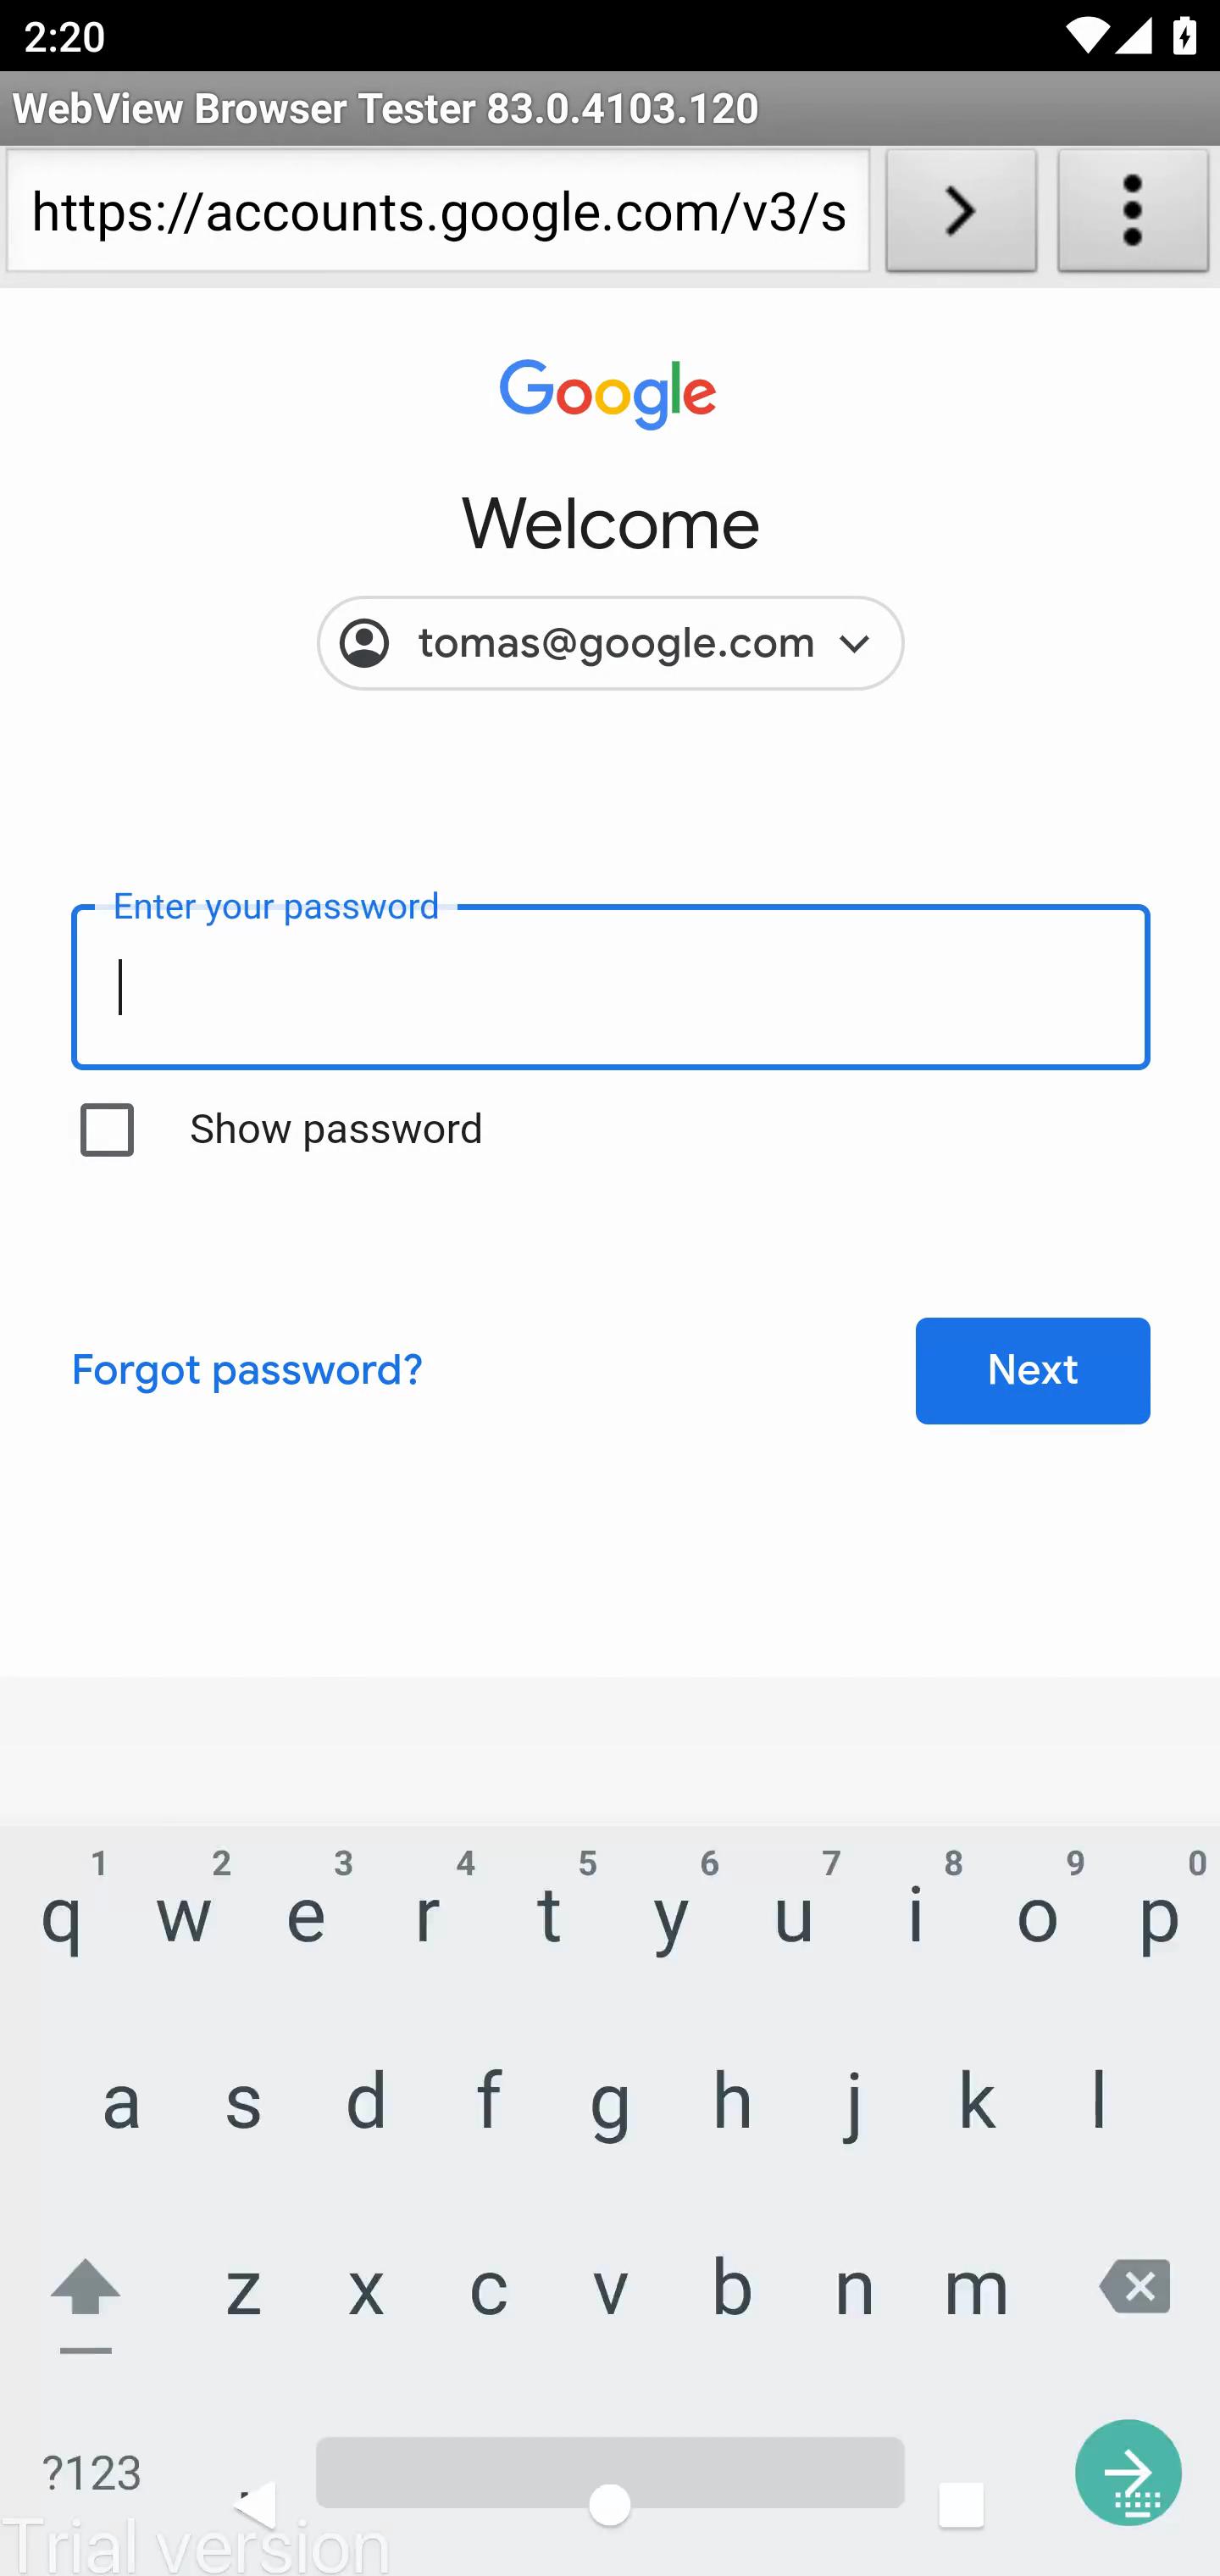 2:20
WebView Browser Tester 83.0.4103.120
https://accounts.google.com/v3/s
Google
Welcome
tomas@google.com
Enter your password
Show password
Forgot password?
Next
1 2 3 4 5 6 7 8 9 0
q w e r t y u i o p
a s d f g h j k l
z x c v b n m
?123
Trial version